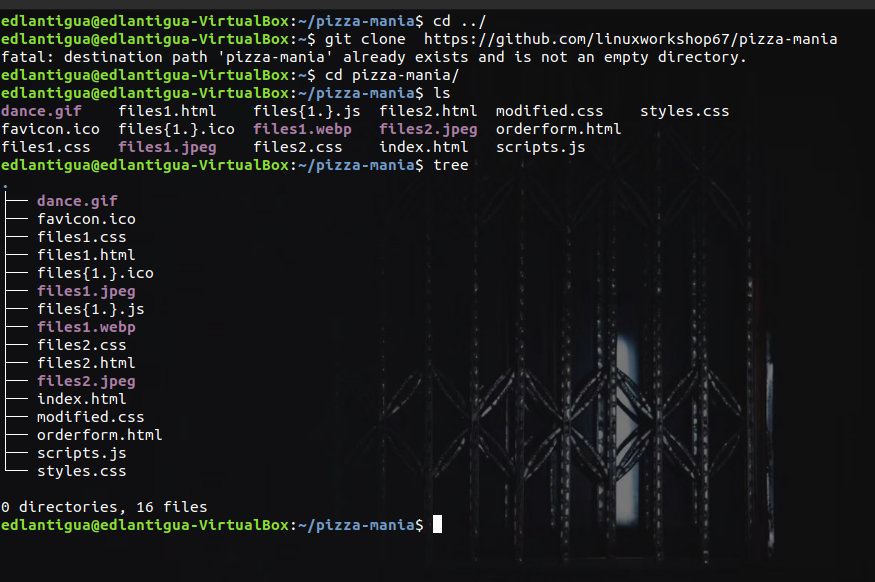 edlantigua@edlantigua-VirtualBox:~/pizza-mania$ cd ../
edlantigua@edlantigua-VirtualBox:~$ git clone  https://github.com/linuxworkshop67/pizza-mania
fatal: destination path 'pizza-mania' already exists and is not an empty directory.
edlantigua@edlantigua-VirtualBox:~$ cd pizza-mania/
edlantigua@edlantigua-VirtualBox:~/pizza-mania$ ls
dance.gif    files1.html    files{1.}.js  files2.html  modified.css    styles.css
favicon.ico  files{1.}.ico  files1.webp   files2.jpeg  orderform.html
files1.css   files1.jpeg    files2.css    index.html   scripts.js
edlantigua@edlantigua-VirtualBox:~/pizza-mania$ tree
.
├── dance.gif
├── favicon.ico
├── files1.css
├── files1.html
├── files{1.}.ico
├── files1.jpeg
├── files{1.}.js
├── files1.webp
├── files2.css
├── files2.html
├── files2.jpeg
├── index.html
├── modified.css
├── orderform.html
├── scripts.js
└── styles.css
0 directories, 16 files
edlantigua@edlantigua-VirtualBox:~/pizza-mania$